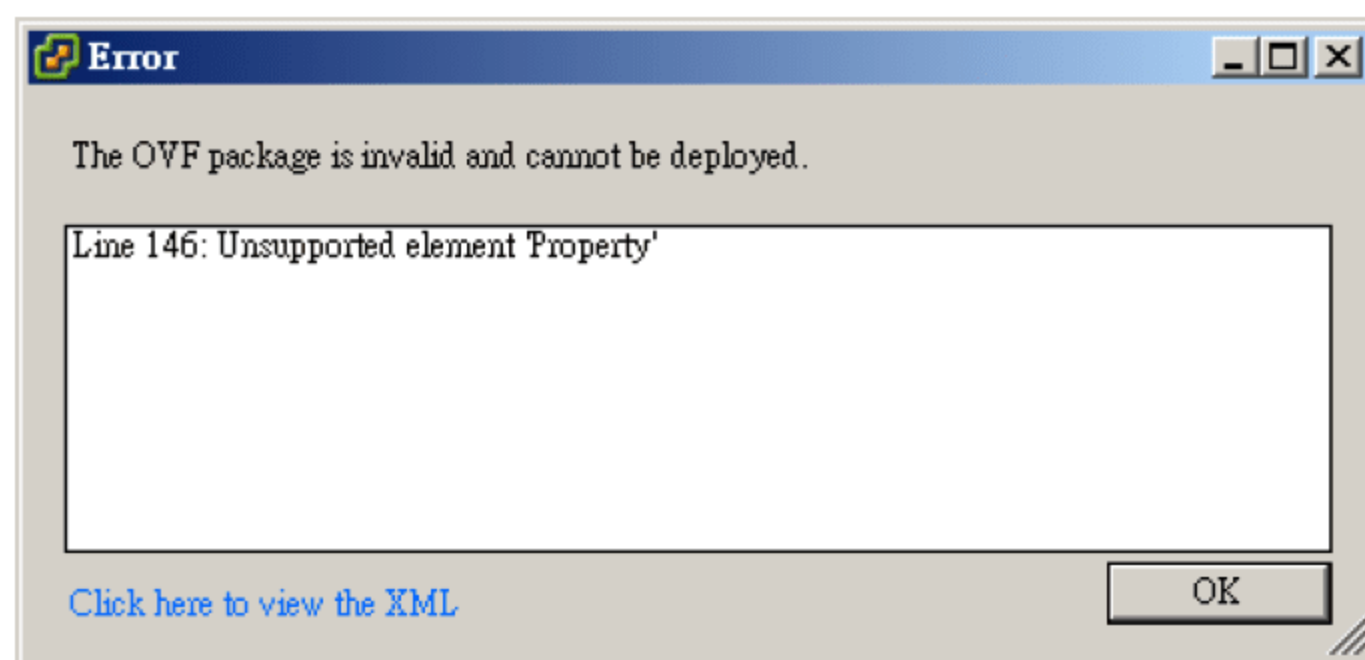 Error
The OVF package is invalid and cannot be deployed.
Line 146: Unsupported element 'Property'
Click here to view the XML
OK